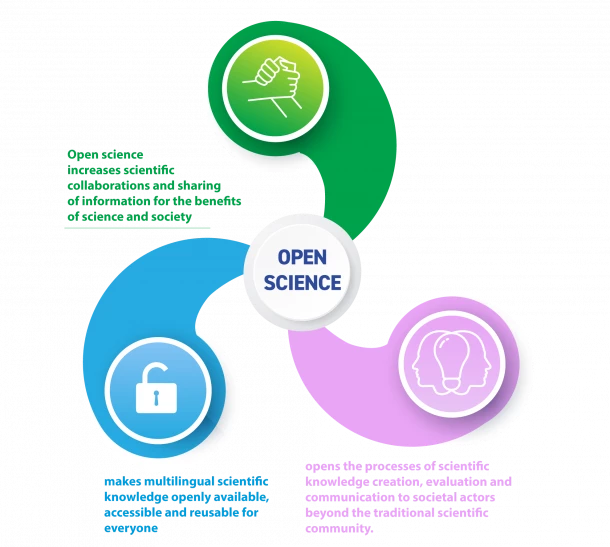 Open science
increases scientific
collaborations and sharing
of information for the benefits
of science and society
OPEN
SCIENCE
makes multilingual scientific
knowledge openly available,
accessible and reusable for
everyone
opens the processes of scientific
knowledge creation, evaluation and
communication to societal actors
beyond the traditional scientific
community.